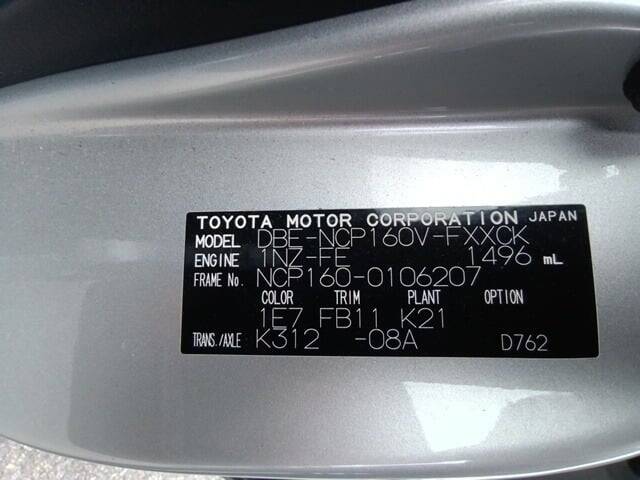 TOYOTA MOTOR CORPORATION JAPAN
MODEL DBE-NCP160V-FXXCK
ENGINE 1NZ-FE 1496 mL
FRAME No. NCP160-0106207
COLOR TRIM PLANT OPTION
1E7 FB11 K21
TRANS./AXLE K312 -08A D762